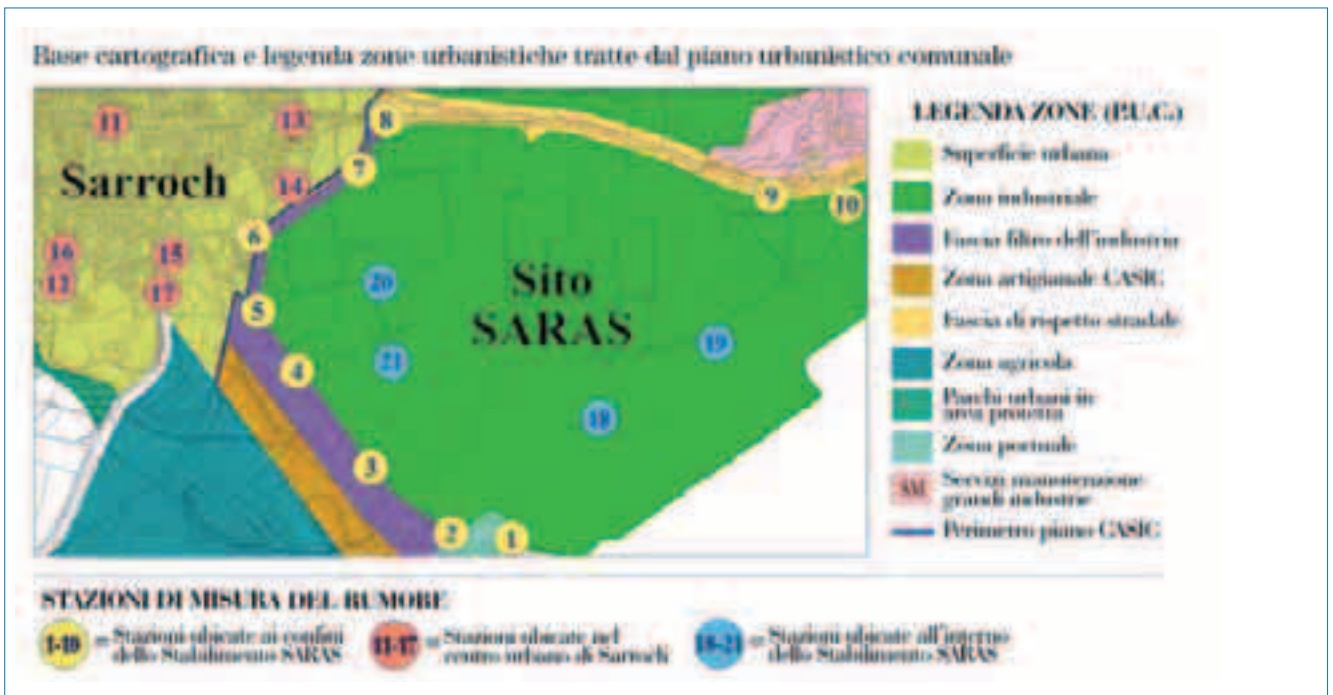 Base cartografica e legenda zone urbanistiche tratte dal piano urbanistico comunale
LEGENDA ZONE (P.U.C.)
Superficie urbana
Zona industriale
Fascia filtro dell'industria
Zona artigianale CASIC
Fascia di rispetto stradale
Zona agricola
Parchi urbani in
area protetta
Zona portuale
Servizi manutenzione
grandi industrie
Perimetro piano CASIC
11
13
8
Sarroch
7
14
9
10
6
16
15
12
17
20
Sito
SARAS
5
19
21
4
18
3
2
1
STAZIONI DI MISURA DEL RUMORE
1-10 = Stazioni ubicate ai confini
dello Stabilimento SARAS
11-17 = Stazioni ubicate nel
centro urbano di Sarroch
18-21 = Stazioni ubicate all'interno
dello Stabilimento SARAS